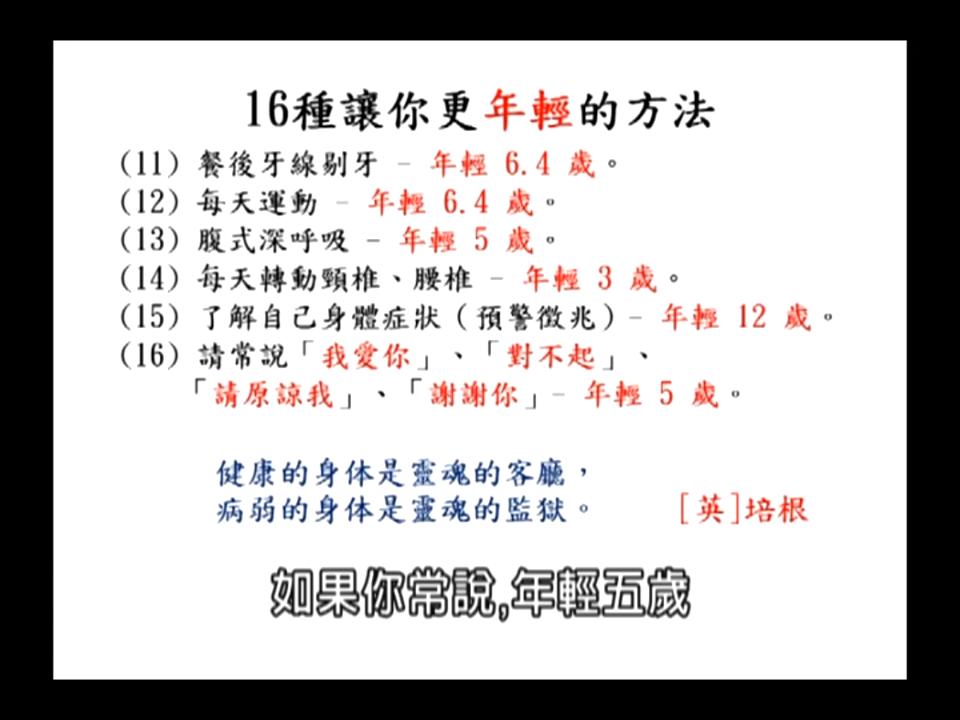 16種讓你更年輕的方法
(11) 餐後牙線剔牙 – 年輕 6.4 歲。
(12) 每天運動 – 年輕 6.4 歲。
(13) 腹式深呼吸 – 年輕 5 歲。
(14) 每天轉動頸椎、腰椎 – 年輕 3 歲。
(15) 了解自己身體症狀(預警徵兆)– 年輕 12 歲。
(16) 請常說「我愛你」、「對不起」、
「請原諒我」、「謝謝你」– 年輕 5 歲。
健康的身体是靈魂的客廳,
病弱的身体是靈魂的監獄。 [英]培根
如果你常說,年輕五歲